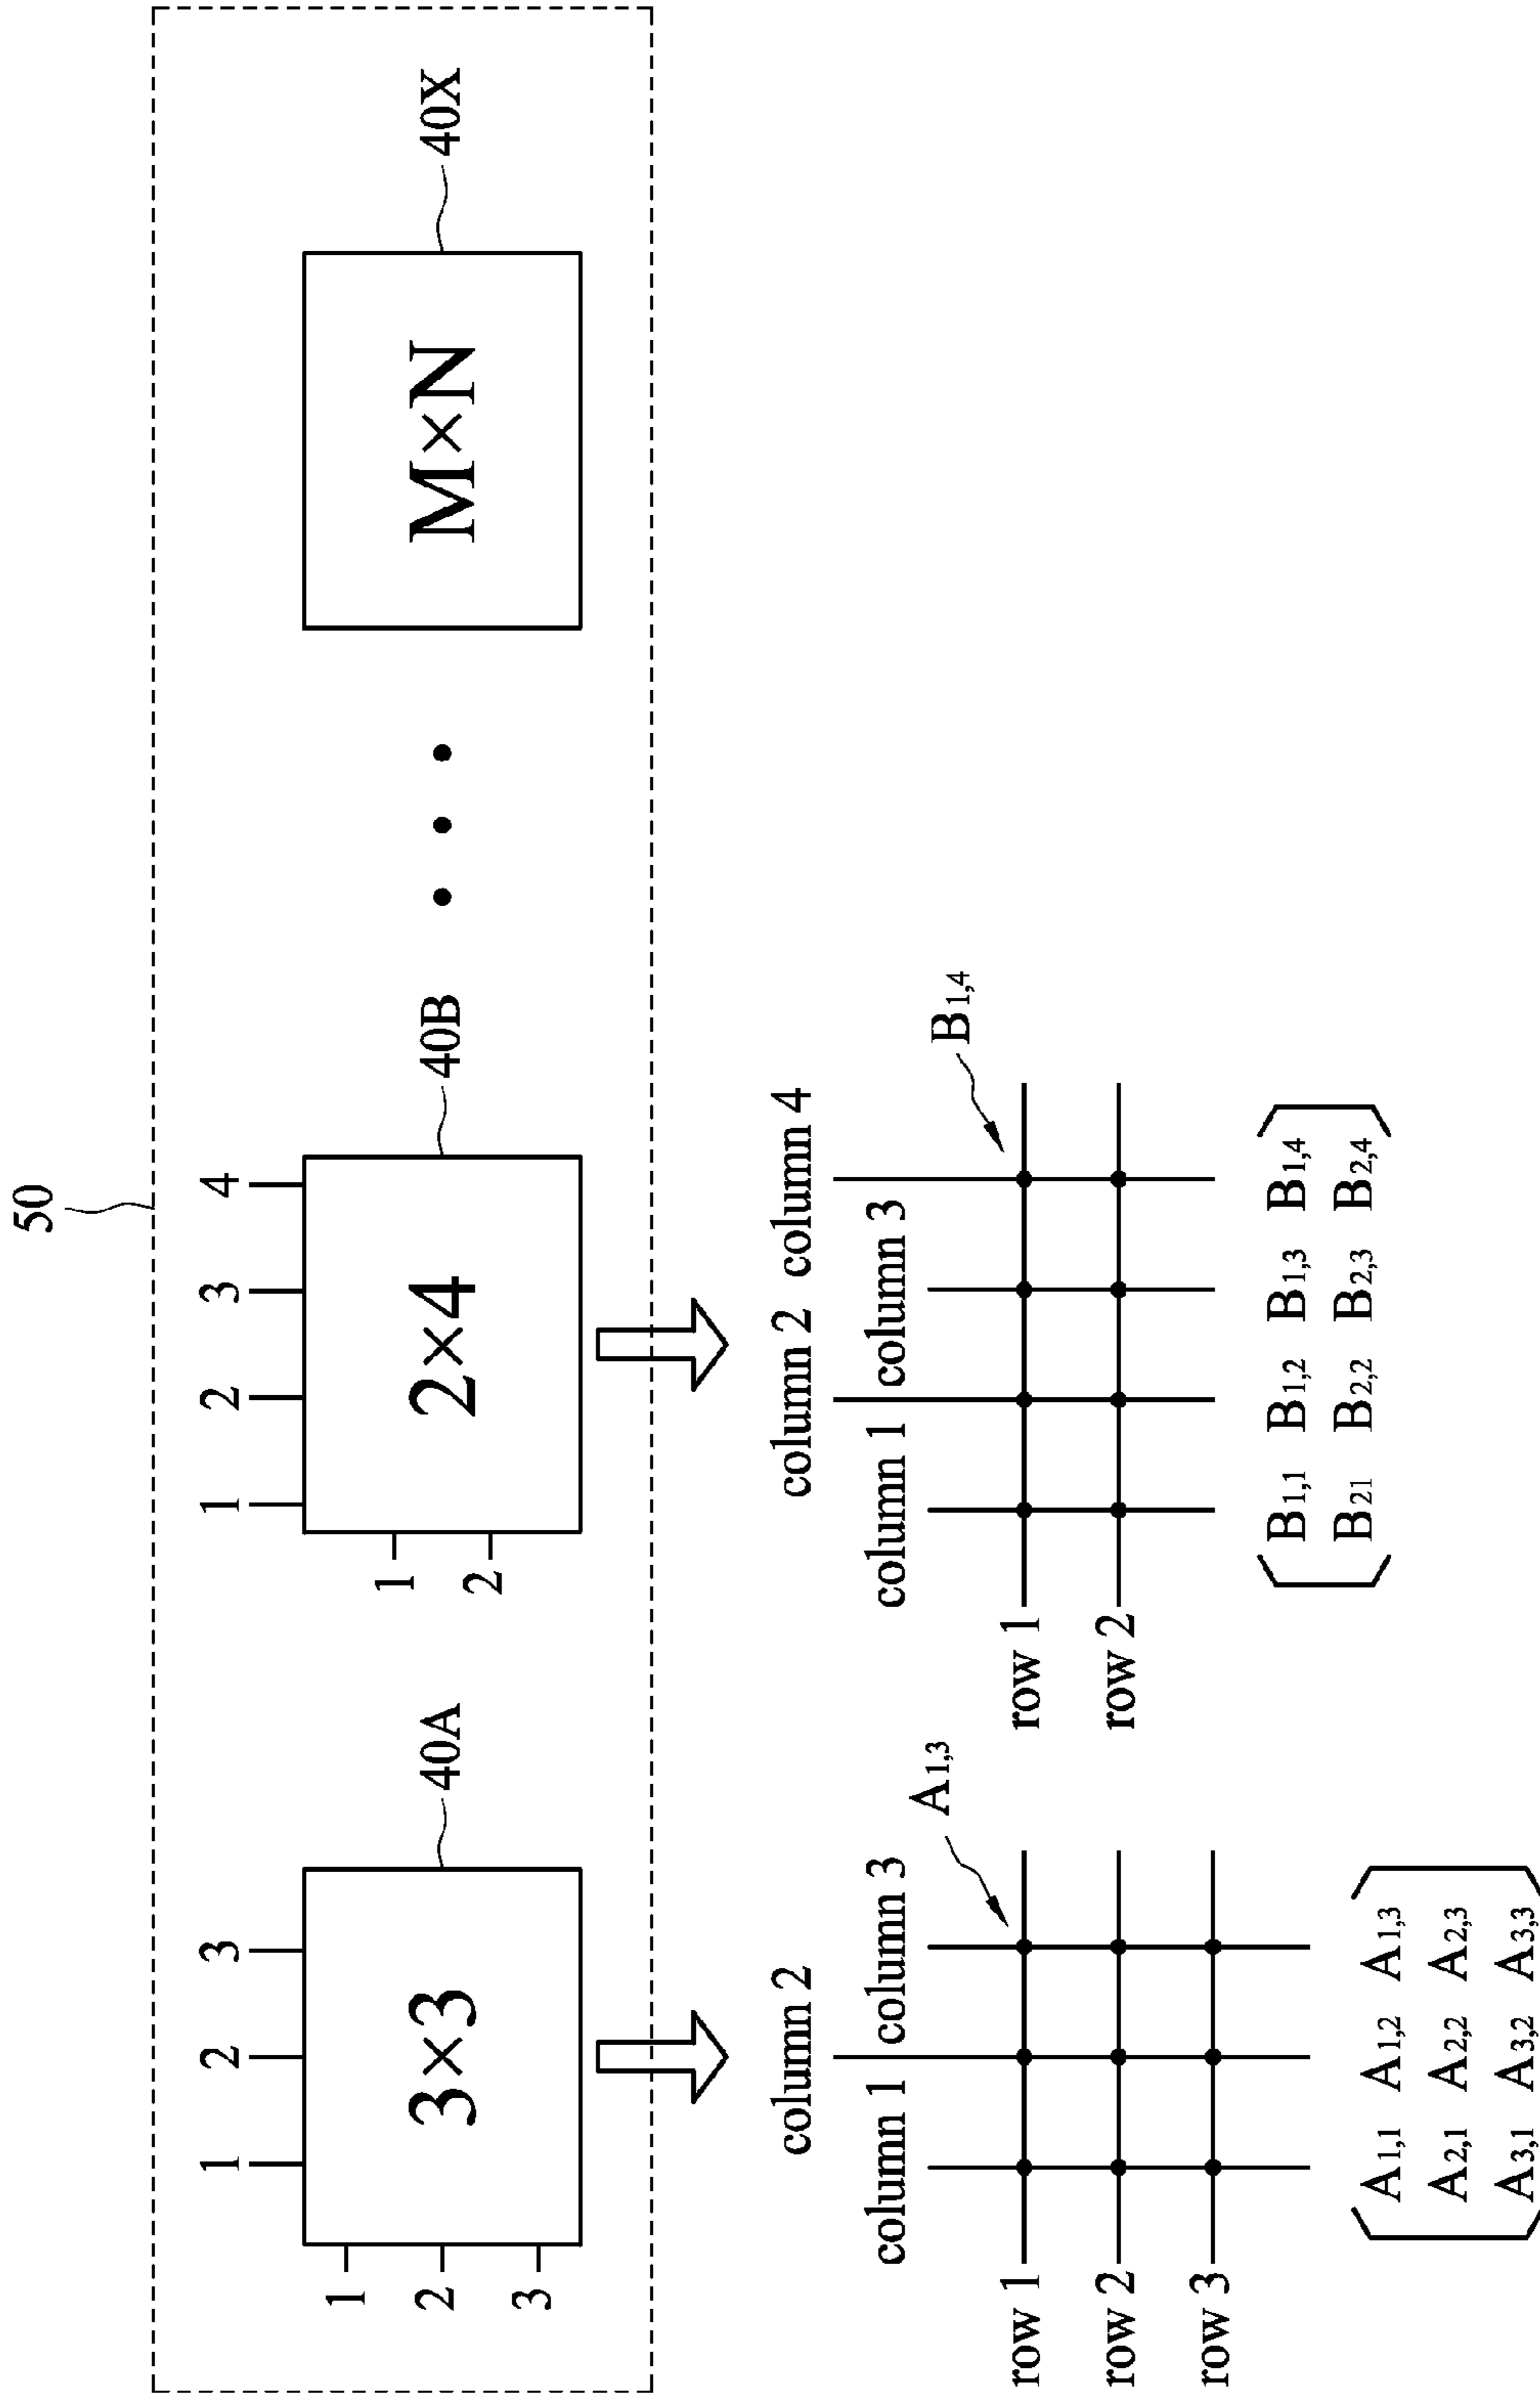 50
1 2 3
1
2
3
3×3
40A
1 2 3 4
1
2
2×4
40B
• • •
M×N
40X
column 2
column 1 column 3
A1,3
row 1
row 2
row 3
A1,1 A1,2 A1,3
A2,1 A2,2 A2,3
A3,1 A3,2 A3,3
column 2 column 4
column 1 column 3
B1,4
row 1
row 2
B1,1 B1,2 B1,3 B1,4
B21 B2,2 B2,3 B2,4